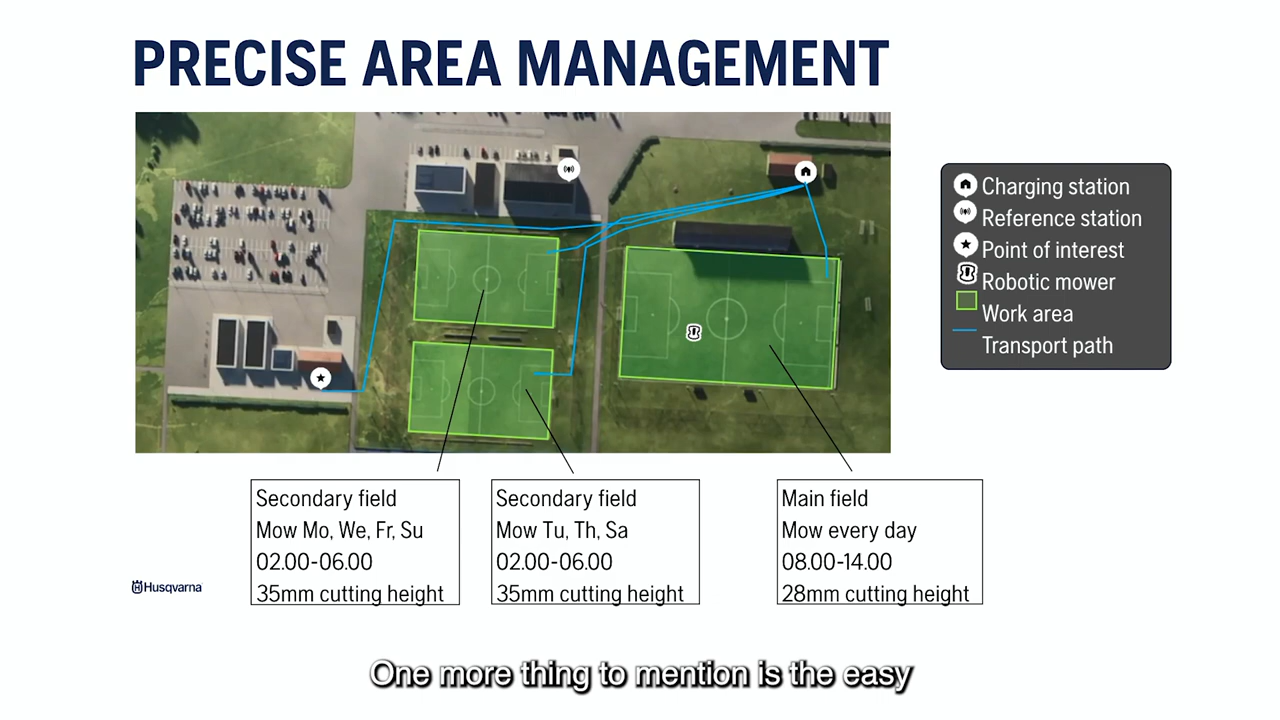 PRECISE AREA MANAGEMENT
Charging station
Reference station
Point of interest
Robotic mower
Work area
Transport path
Secondary field
Mow Mo, We, Fr, Su
02.00-06.00
35mm cutting height
Secondary field
Mow Tu, Th, Sa
02.00-06.00
35mm cutting height
Main field
Mow every day
08.00-14.00
28mm cutting height
Husqvarna
One more thing to mention is the easy